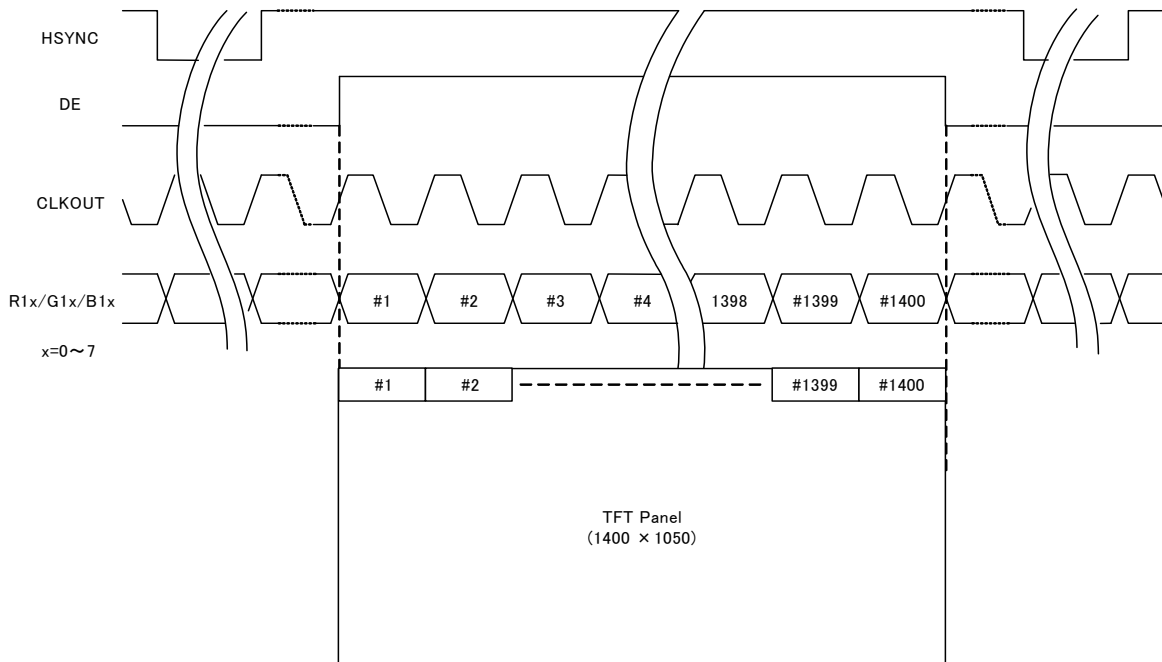 HSYNC
DE
CLKOUT
R1x/G1x/B1x #1 #2 #3 #4 1398 #1399 #1400
x=0～7
#1 #2 #1399 #1400
TFT Panel
(1400 × 1050)